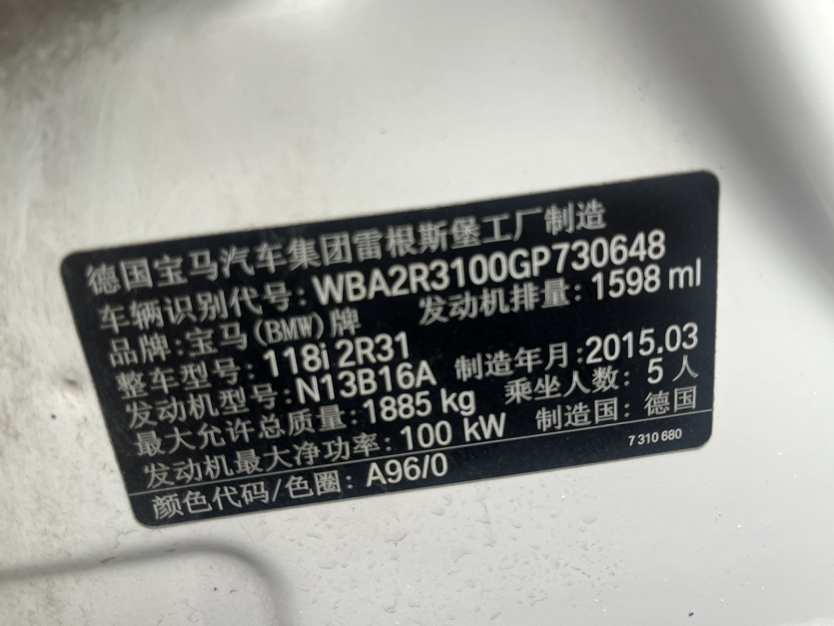 德国宝马汽车集团雷根斯堡工厂制造
车辆识别代号: WBA2R3100GP730648
品牌:宝马(BMW)牌 发动机排量: 1598 ml
整车型号: 118i 2R31
发动机型号: N13B16A 制造年月:2015.03
最大允许总质量: 1885 kg 乘坐人数: 5 人
发动机最大净功率: 100 kW 制造国: 德国
颜色代码/色圈: A96/0 7 310 680